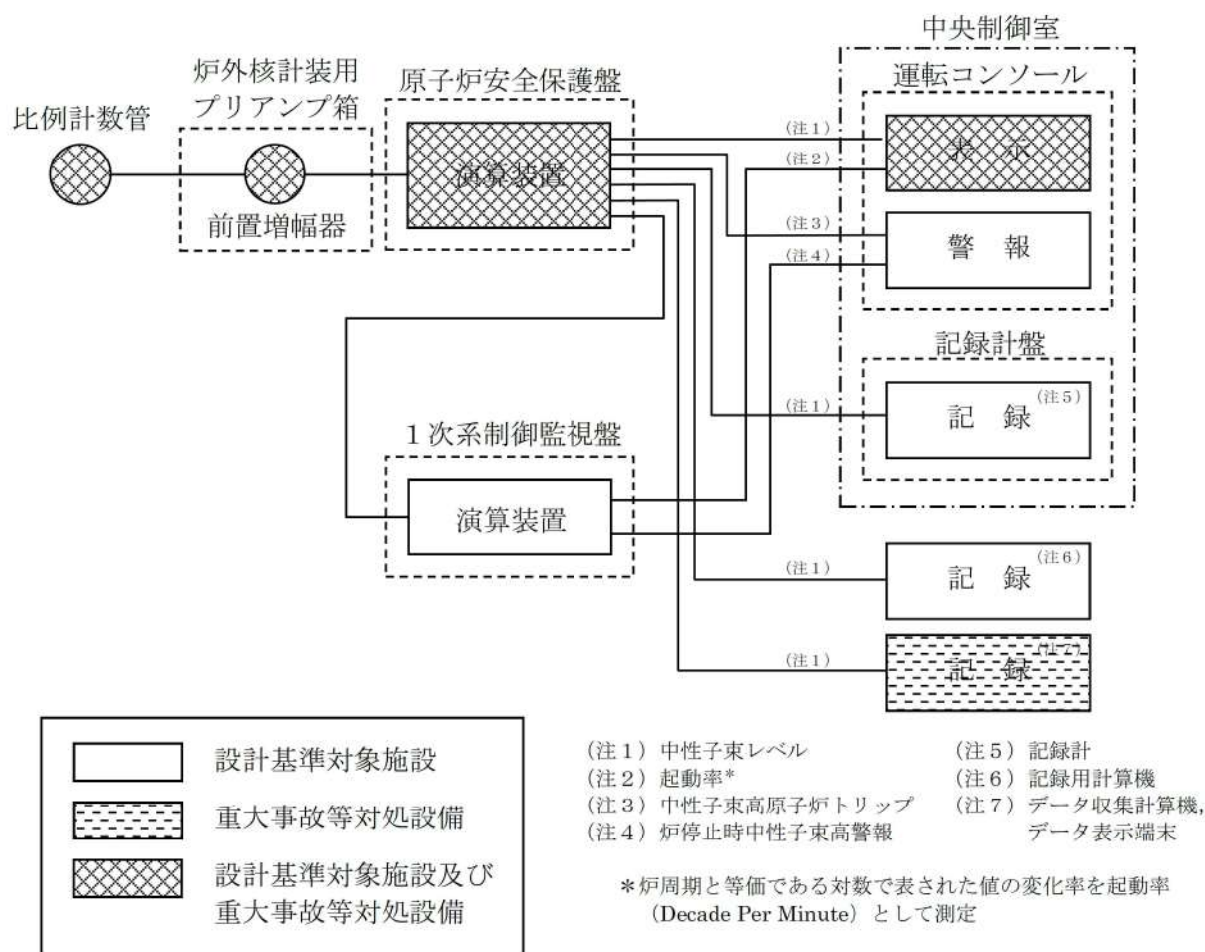 中央制御室
炉外核計装用
プリアンプ箱
原子炉安全保護盤
運転コンソール
比例計数管
(注1)
表 示
(注2)
演算装置
前置増幅器
(注3)
警 報
(注4)
記録計盤
(注5)
(注1)
記 録
1次系制御監視盤
演算装置
(注6)
(注1)
記 録
(注7)
(注1)
記 録
設計基準対象施設
重大事故等対処設備
設計基準対象施設及び
重大事故等対処設備
(注1) 中性子束レベル
(注2) 起動率*
(注3) 中性子束高原子炉トリップ
(注4) 炉停止時中性子束高警報
(注5) 記録計
(注6) 記録用計算機
(注7) データ収集計算機,
データ表示端末
*炉周期と等価である対数で表された値の変化率を起動率
(Decade Per Minute) として測定